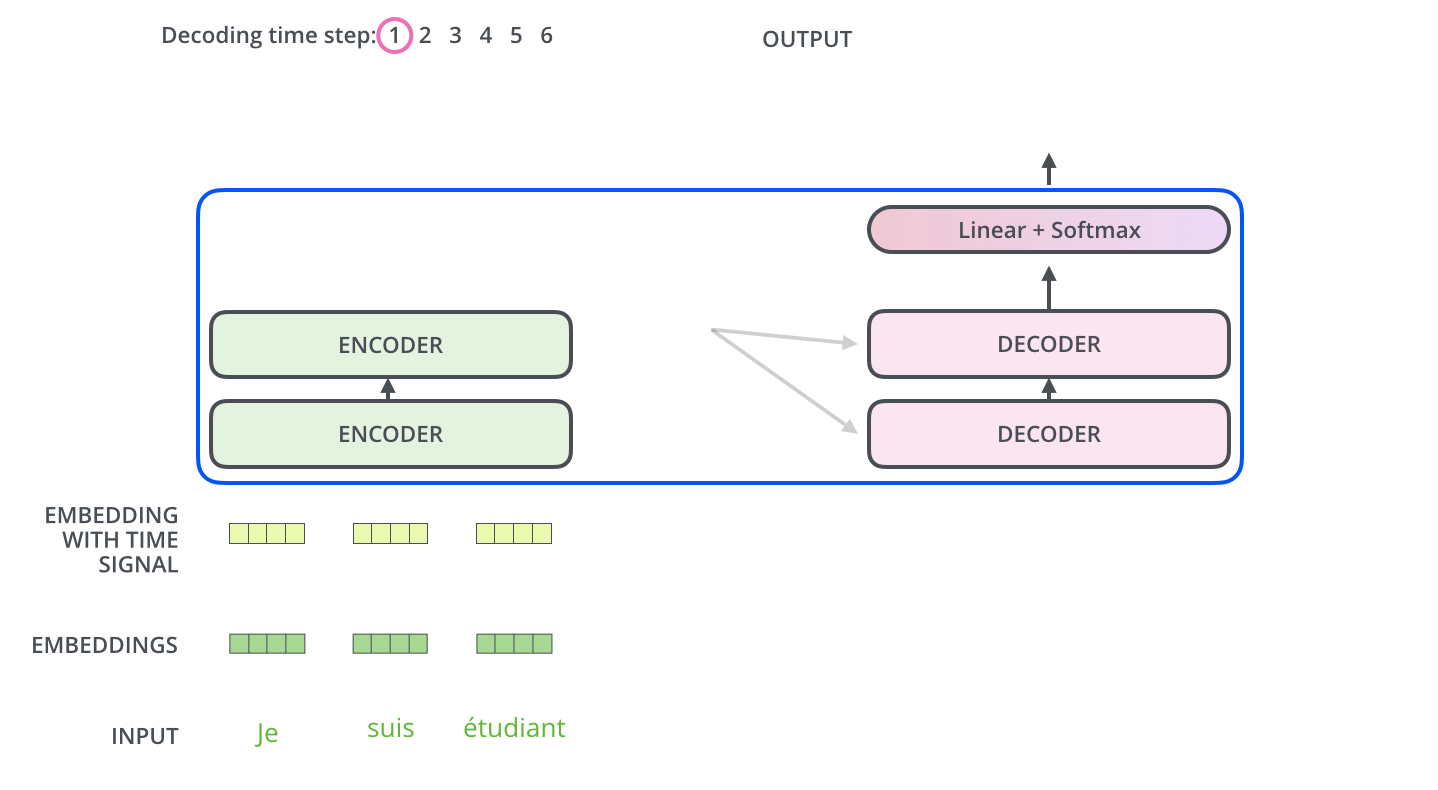 Decoding time step: 1 2 3 4 5 6
OUTPUT
Linear + Softmax
ENCODER
DECODER
ENCODER
DECODER
EMBEDDING
WITH TIME
SIGNAL
EMBEDDINGS
INPUT
Je suis étudiant